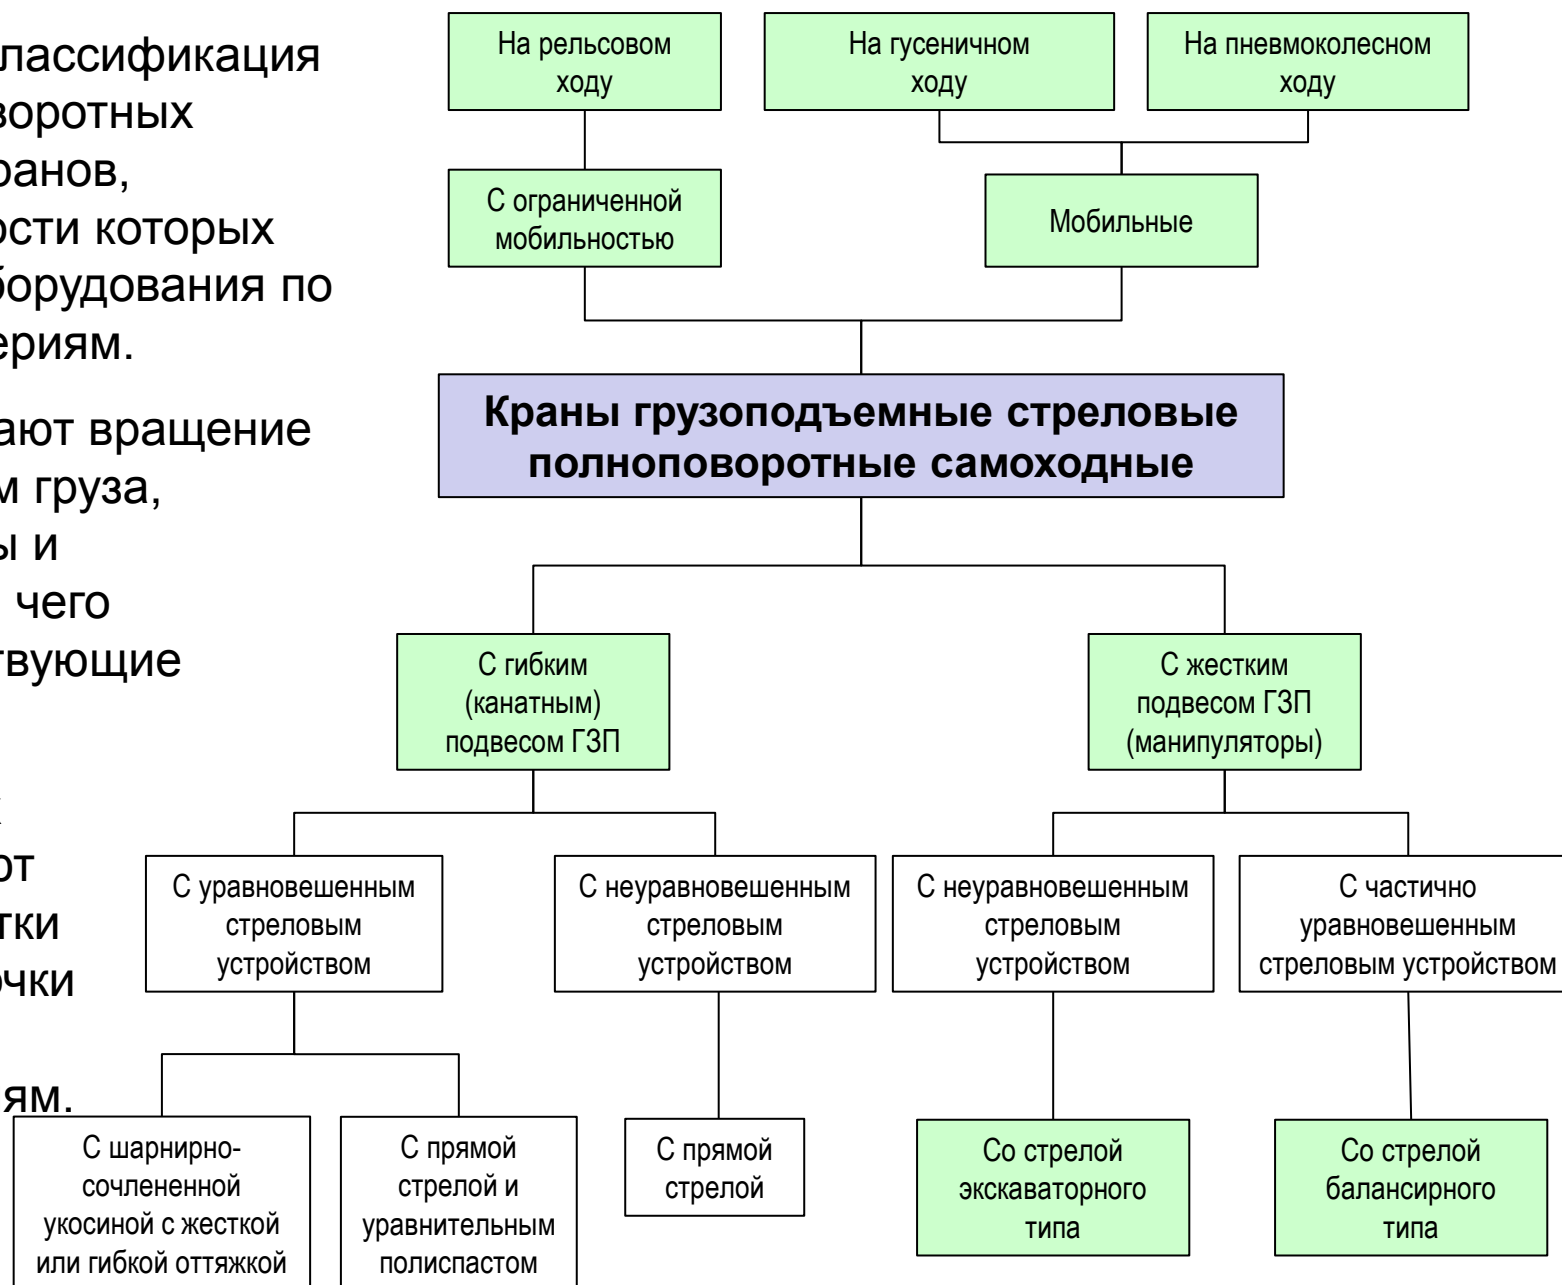 лассификация
воротных
ранов,
ости которых
борудования по
ериям.
ают вращение
м груза,
ы и
чего
твующие
от
тки
очки
ям.
На рельсовом
ходу
На гусеничном
ходу
На пневмоколесном
ходу
С ограниченной
мобильностью
Мобильные
Краны грузоподъемные стреловые
полноповоротные самоходные
С гибким
(канатным)
подвесом ГЗП
С жестким
подвесом ГЗП
(манипуляторы)
С уравновешенным
стреловым
устройством
С неуравновешенным
стреловым
устройством
С неуравновешенным
стреловым
устройством
С частично
уравновешенным
стреловым устройством
С шарнирно-
сочлененной
укосиной с жесткой
или гибкой оттяжкой
С прямой
стрелой и
уравнительным
полиспастом
С прямой
стрелой
Со стрелой
экскаваторного
типа
Со стрелой
балансирного
типа